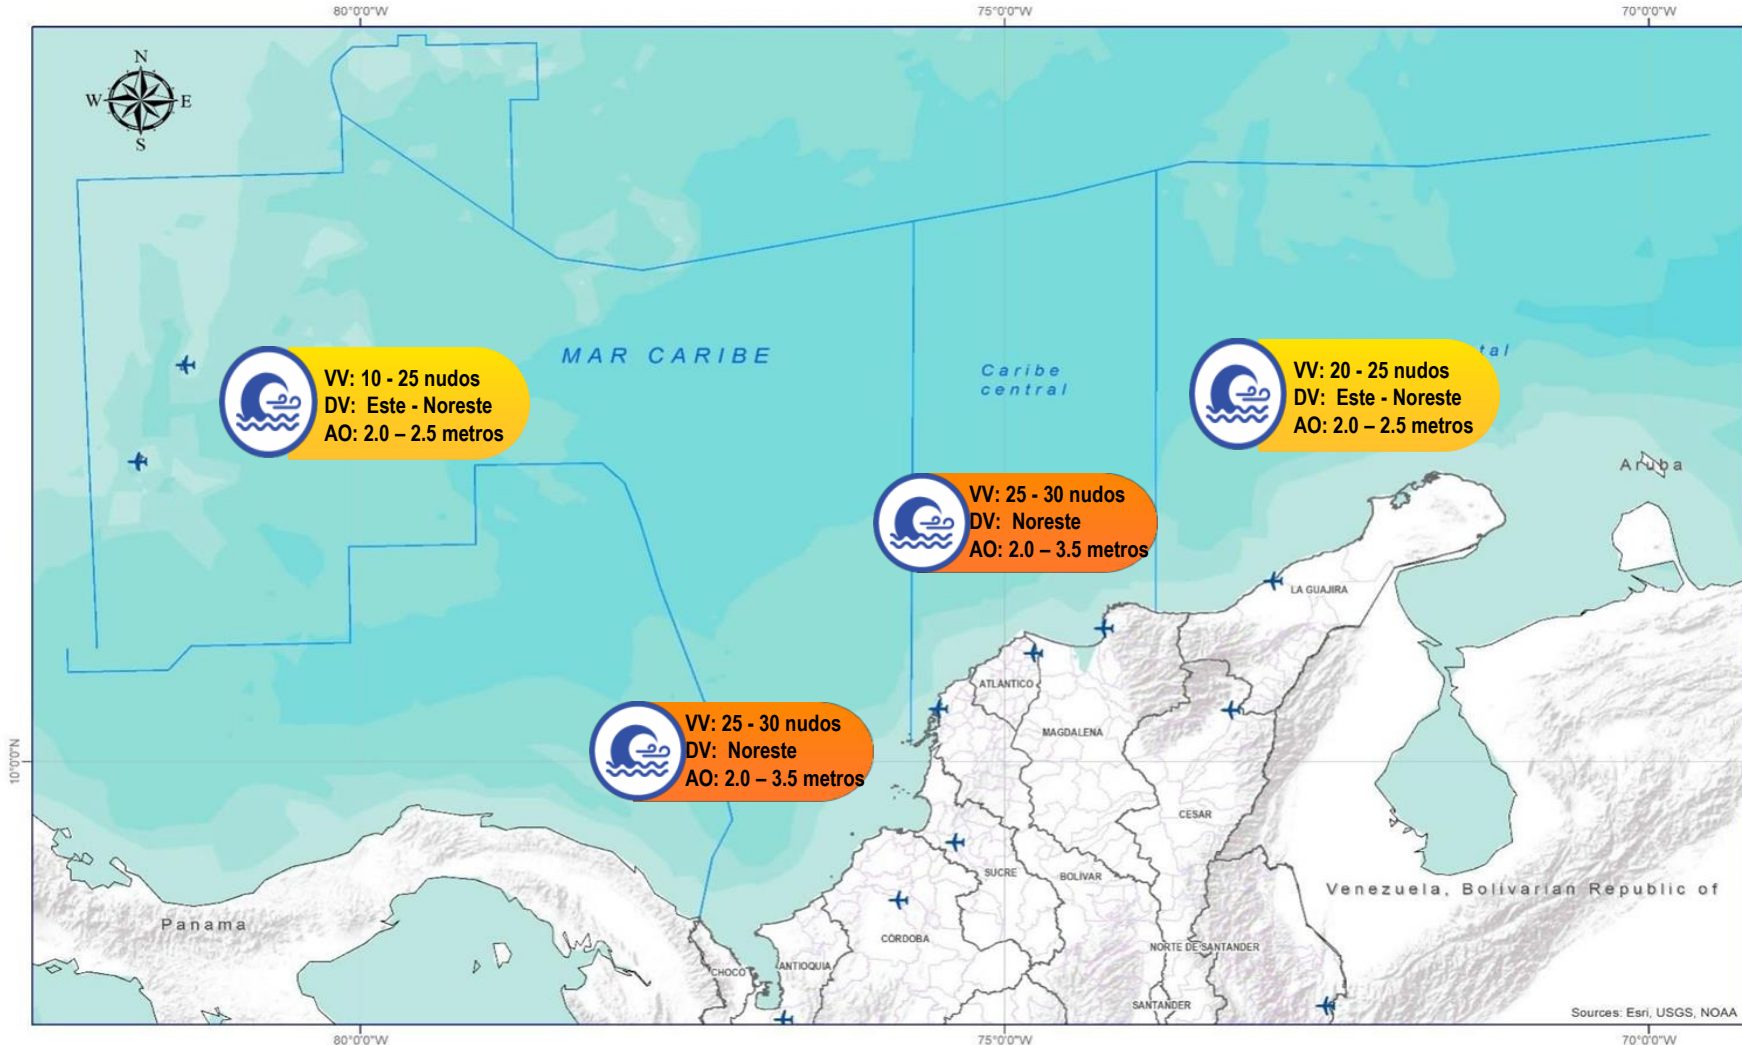 80°0'0"W
75°0'0"W
70°0'0"W
N
W
E
S
MAR CARIBE
Caribe
central
tal
VV: 10 - 25 nudos
DV: Este - Noreste
AO: 2.0 – 2.5 metros
VV: 20 - 25 nudos
DV: Este - Noreste
AO: 2.0 – 2.5 metros
Aruba
VV: 25 - 30 nudos
DV: Noreste
AO: 2.0 – 3.5 metros
LA GUAJIRA
ATLÁNTICO
MAGDALENA
VV: 25 - 30 nudos
DV: Noreste
AO: 2.0 – 3.5 metros
10°0'0"N
CESAR
SUCRE
BOLÍVAR
Venezuela, Bolivarian Republic of
Panama
CÓRDOBA
NORTE DE SANTANDER
CHOCÓ
ANTIOQUIA
SANTANDER
Sources: Esri, USGS, NOAA
80°0'0"W
75°0'0"W
70°0'0"W